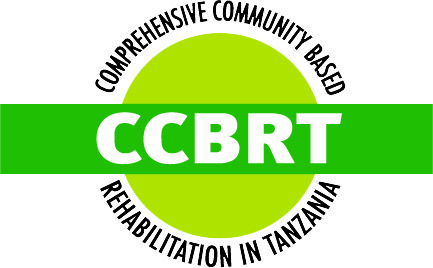 COMPREHENSIVE COMMUNITY BASED
CCBRT
REHABILITATION IN TANZANIA